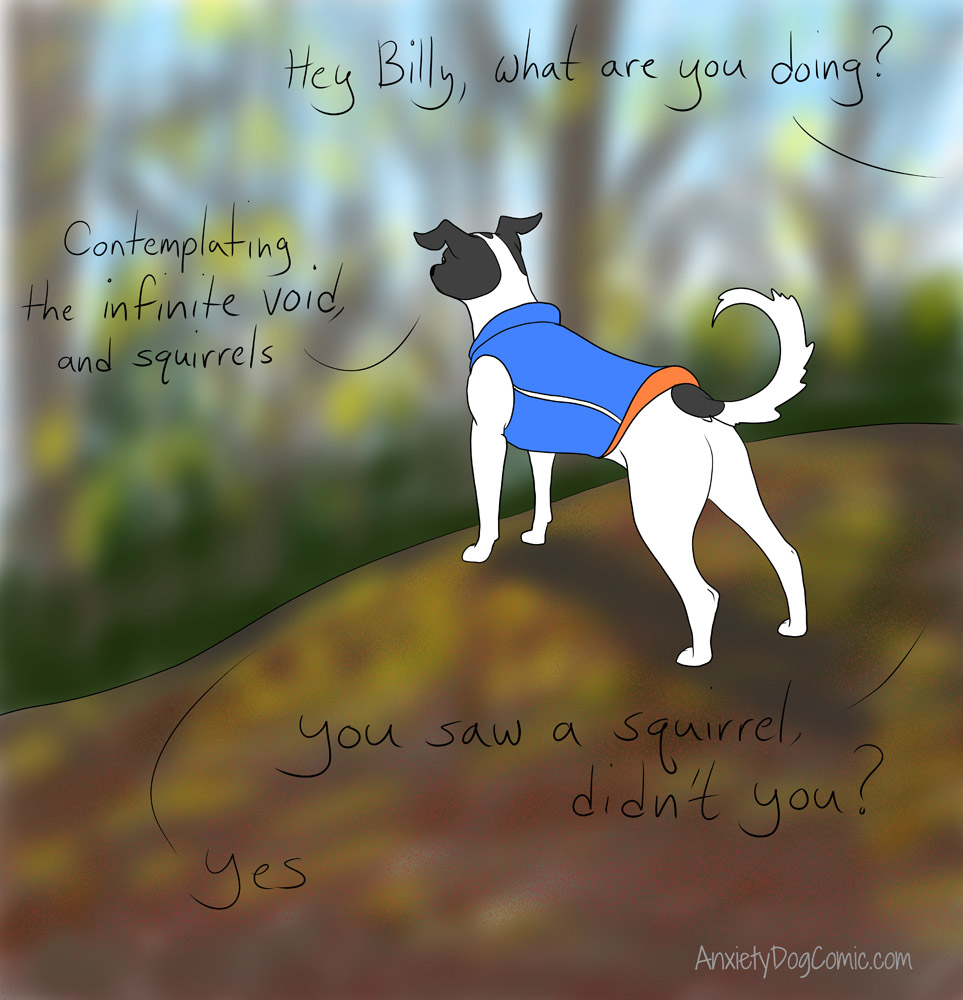 Hey Billy, what are you doing?
Contemplating
the infinite void,
and squirrels
you saw a squirrel,
didn't you?
yes
AnxietyDogComic.com